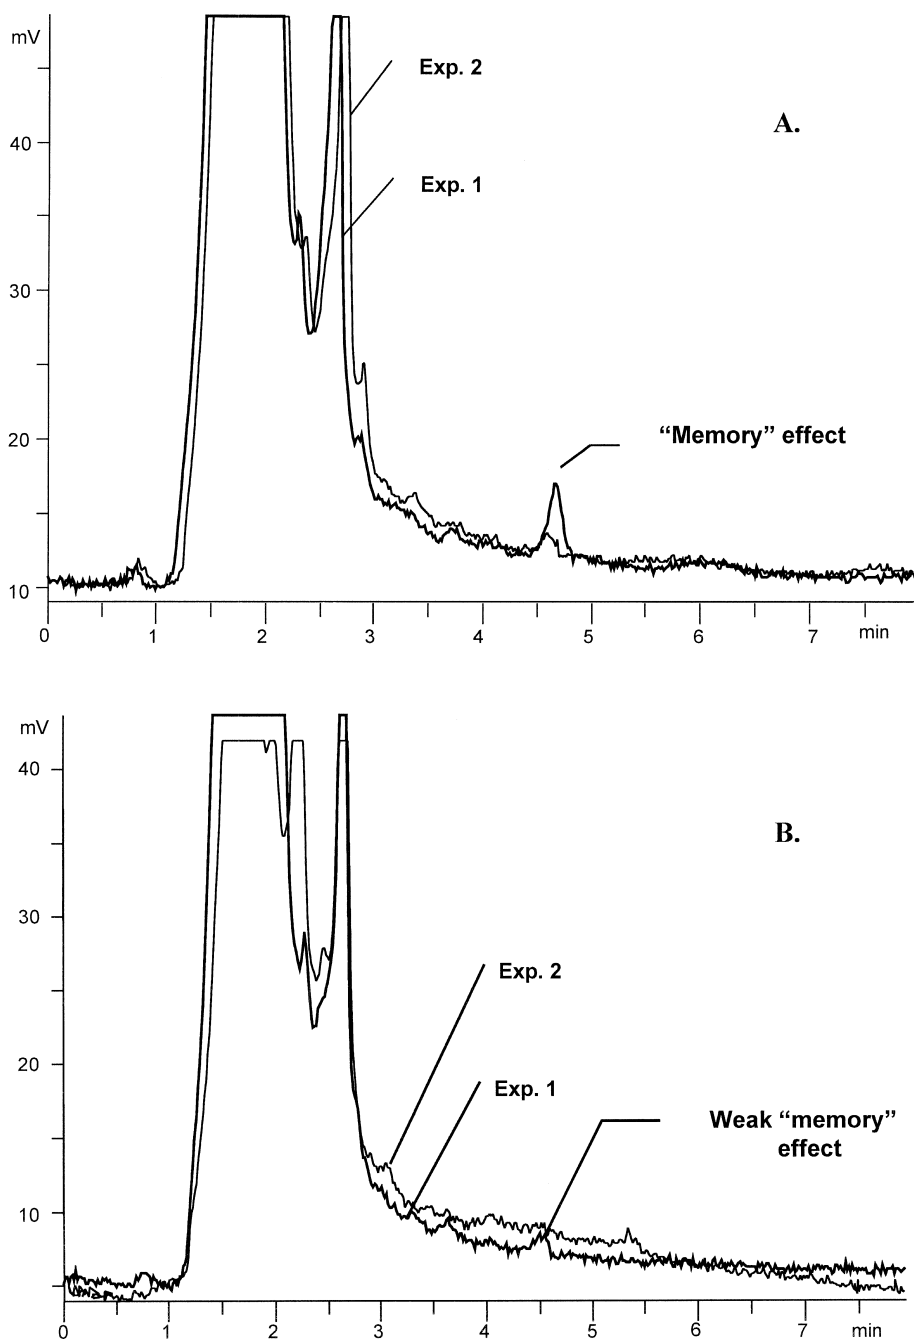 mV
Exp. 2
A.
40
Exp. 1
30
"Memory" effect
20
10
0 1 2 3 4 5 6 7 min
mV
40
B.
30
Exp. 2
20
Exp. 1
Weak "memory"
effect
10
0 1 2 3 4 5 6 7 min